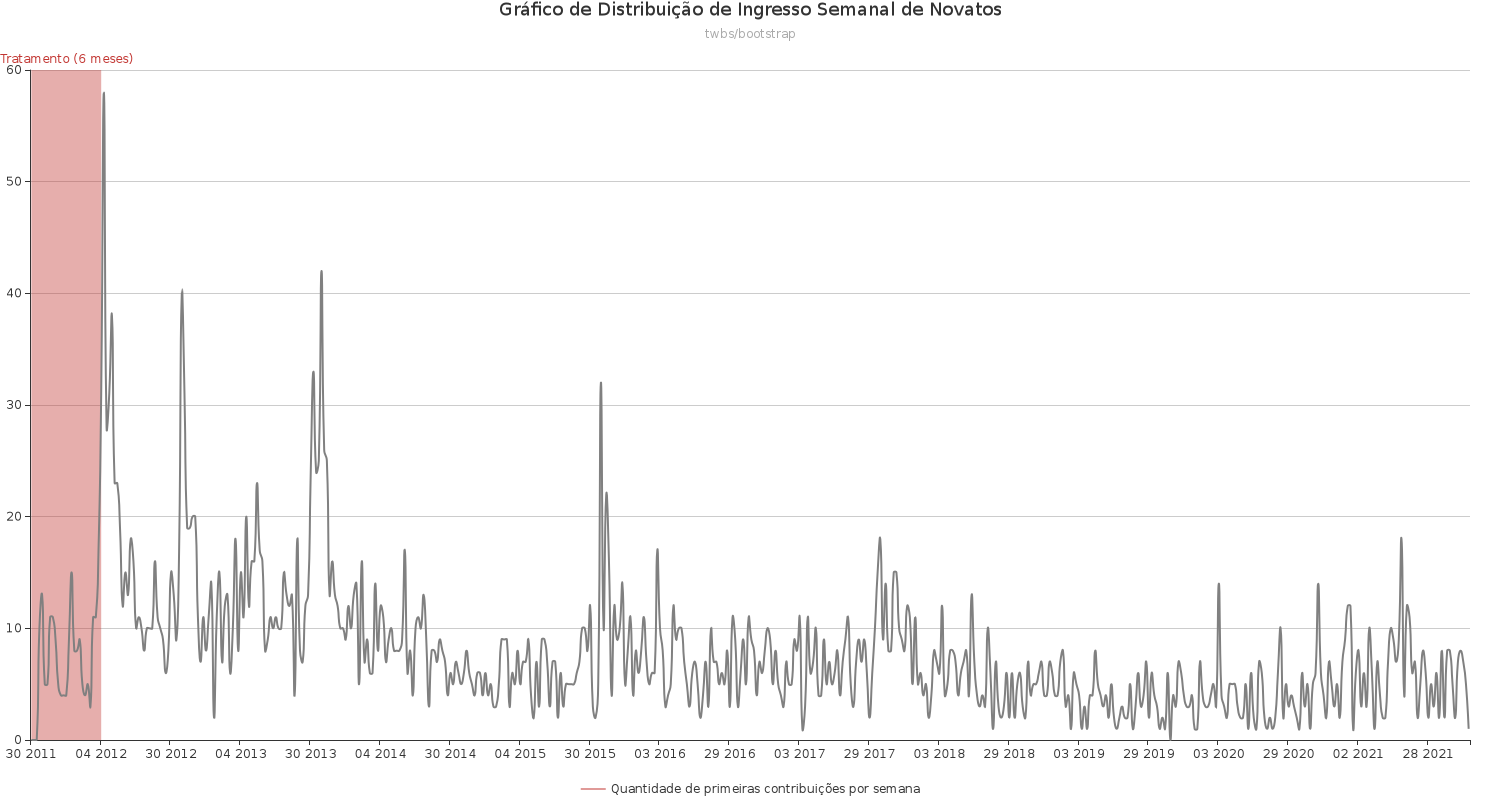 Gráfico de Distribuição de Ingresso Semanal de Novatos
twbs/bootstrap
Tratamento (6 meses)
60
50
40
30
20
10
0
30 2011 04 2012 30 2012 04 2013 30 2013 04 2014 30 2014 04 2015 30 2015 03 2016 29 2016 03 2017 29 2017 03 2018 29 2018 03 2019 29 2019 03 2020 29 2020 02 2021 28 2021
Quantidade de primeiras contribuições por semana